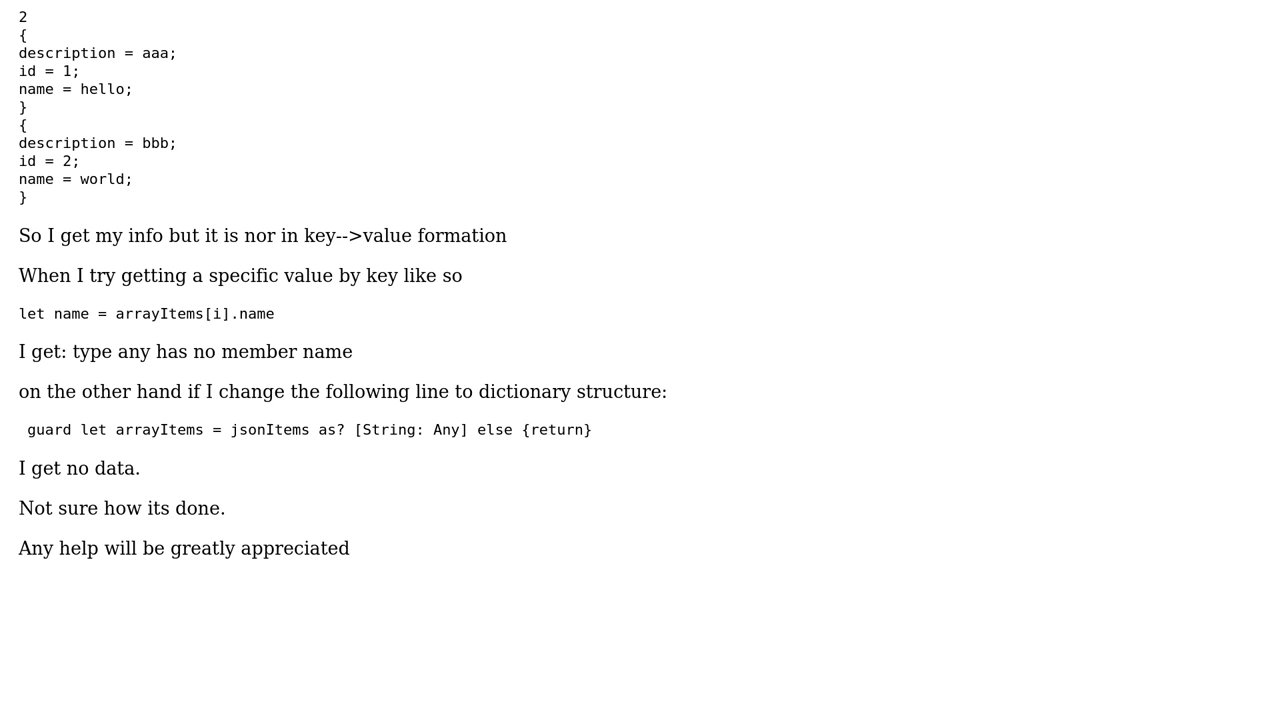 2
{
description = aaa;
id = 1;
name = hello;
}
{
description = bbb;
id = 2;
name = world;
}
So I get my info but it is nor in key-->value formation
When I try getting a specific value by key like so
let name = arrayItems[i].name
I get: type any has no member name
on the other hand if I change the following line to dictionary structure:
guard let arrayItems = jsonItems as? [String: Any] else {return}
I get no data.
Not sure how its done.
Any help will be greatly appreciated